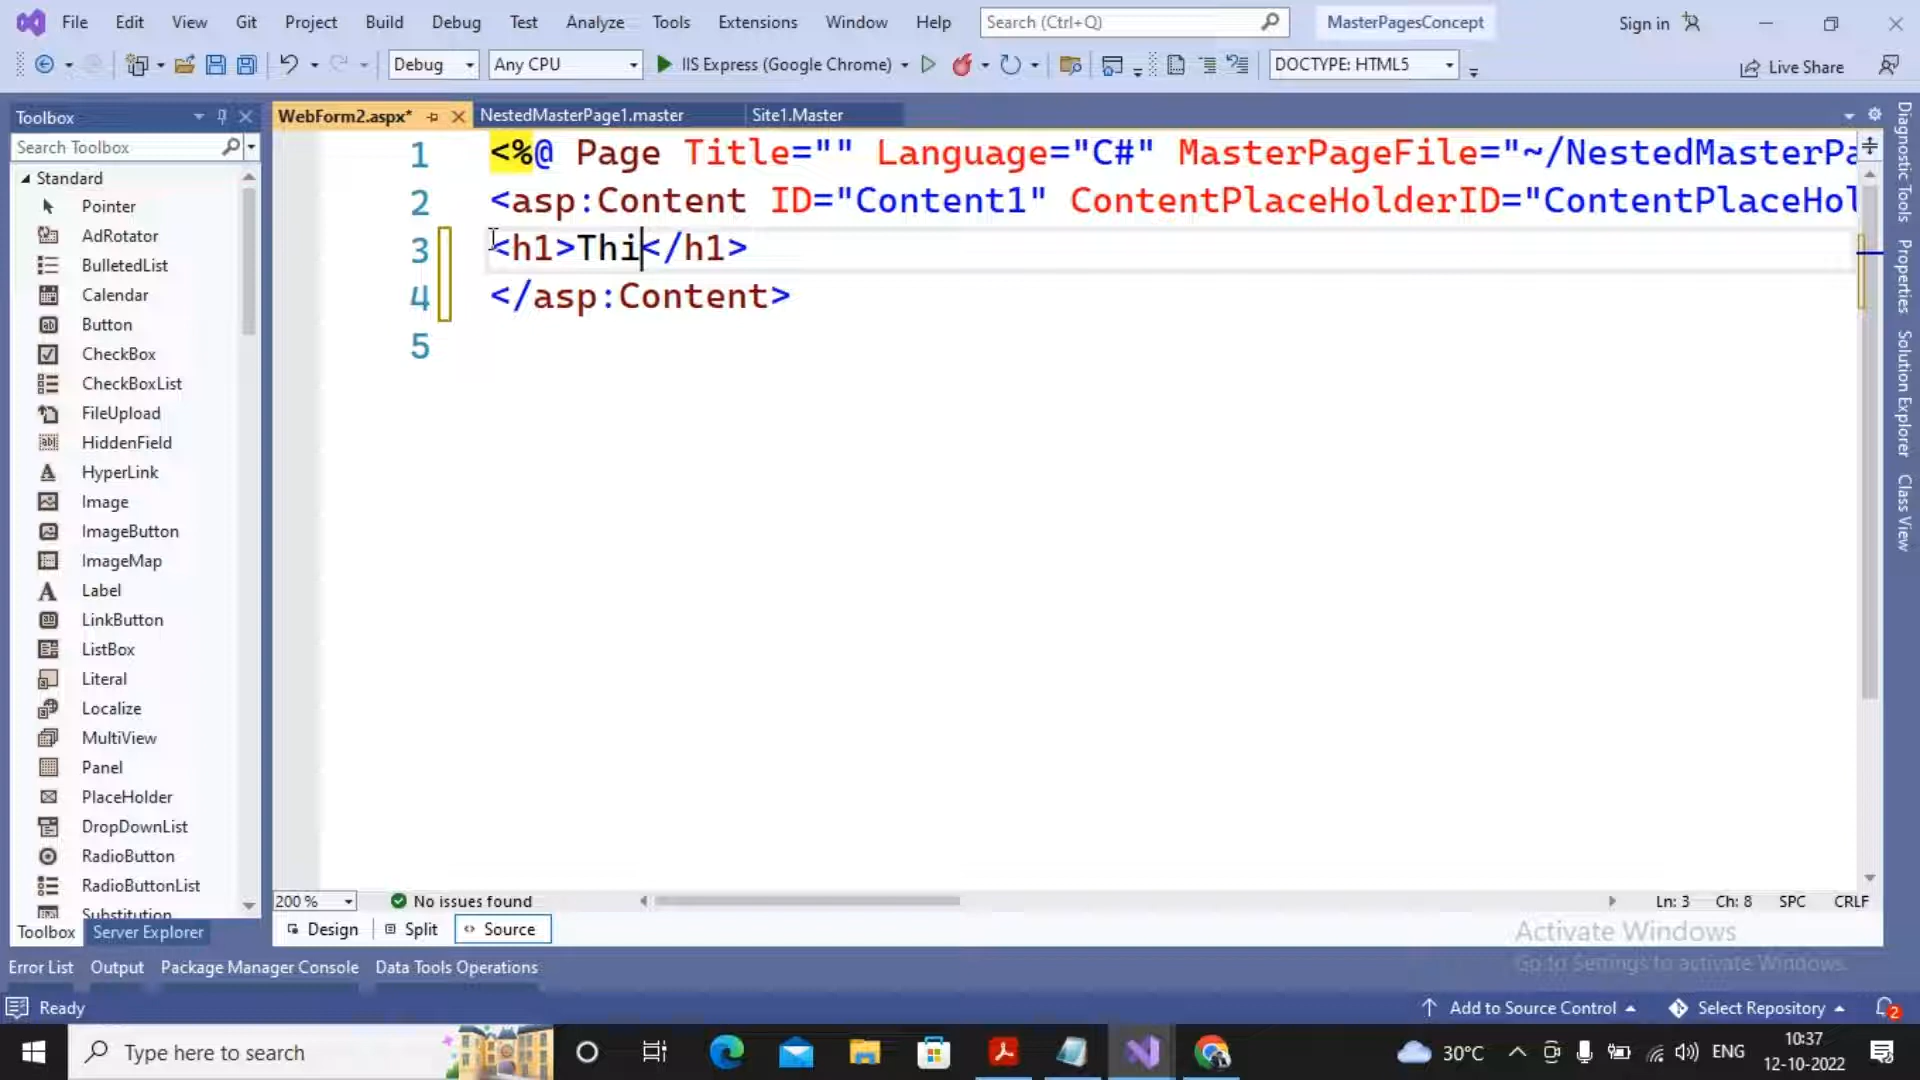 File Edit View Git Project Build Debug Test Analyze Tools Extensions Window Help Search (Ctrl+Q) MasterPagesConcept Sign in
Debug Any CPU IIS Express (Google Chrome) DOCTYPE: HTML5 Live Share
Toolbox
Search Toolbox
Standard
Pointer
AdRotator
BulletedList
Calendar
Button
CheckBox
CheckBoxList
FileUpload
HiddenField
HyperLink
Image
ImageButton
ImageMap
Label
LinkButton
ListBox
Literal
Localize
MultiView
Panel
PlaceHolder
DropDownList
RadioButton
RadioButtonList
Substitution
Toolbox Server Explorer
WebForm2.aspx* NestedMasterPage1.master Site1.Master
1 <%@ Page Title="" Language="C#" MasterPageFile="~/NestedMasterPa
2 <asp:Content ID="Content1" ContentPlaceHolderID="ContentPlaceHol
3 <h1>Thi</h1>
4 </asp:Content>
5
200 % No issues found Ln: 3 Ch: 8 SPC CRLF
Design Split Source
Diagnostic Tools
Properties
Solution Explorer
Class View
Activate Windows
Go to Settings to activate Windows.
Error List Output Package Manager Console Data Tools Operations
Ready Add to Source Control Select Repository 2
Type here to search 30°C ENG 10:37
12-10-2022